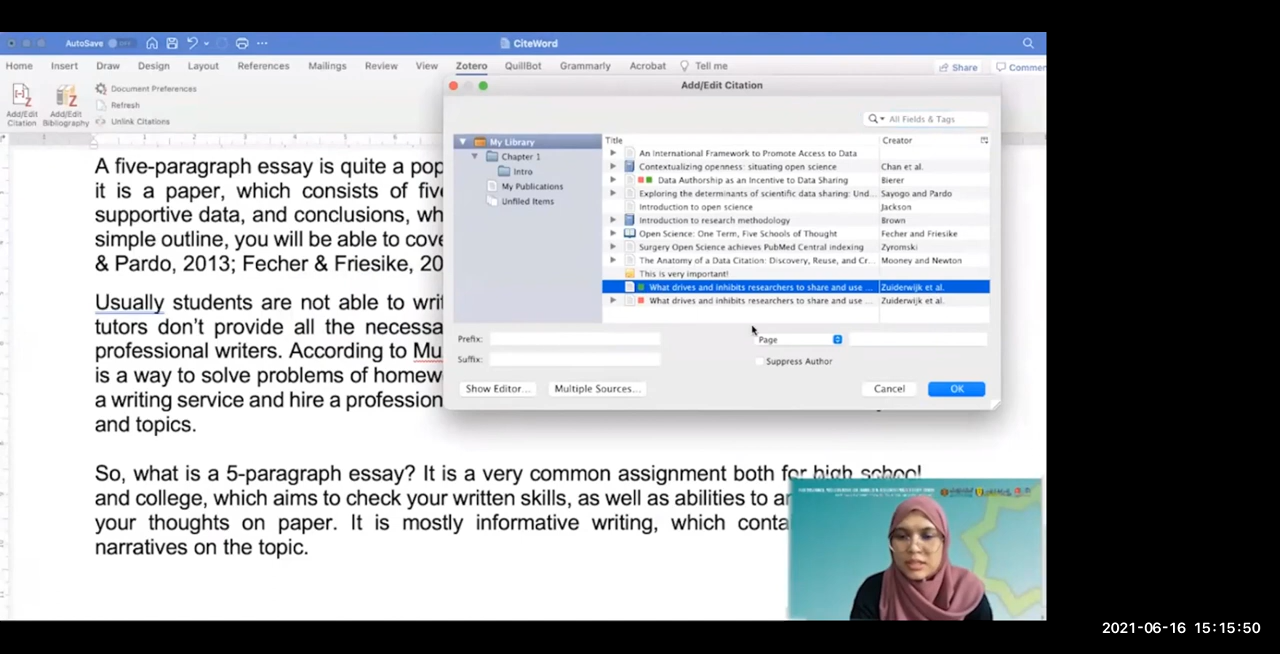 AutoSave OFF
CiteWord
Home Insert Draw Design Layout References Mailings Review View Zotero QuillBot Grammarly Acrobat Tell me Share Commen
Add/Edit Citation
Add/Edit Bibliography
Document Preferences
Refresh
Unlink Citations
Add/Edit Citation
All Fields & Tags
My Library
Chapter 1
Intro
My Publications
Unfiled Items
Title Creator
An International Framework to Promote Access to Data
Contextualizing openness: situating open science Chan et al.
Data Authorship as an Incentive to Data Sharing Bierer
Exploring the determinants of scientific data sharing: Und... Sayogo and Pardo
Introduction to open science Jackson
Introduction to research methodology Brown
Open Science: One Term, Five Schools of Thought Fecher and Friesike
Surgery Open Science achieves PubMed Central indexing Zyromski
The Anatomy of a Data Citation: Discovery, Reuse, and Cr... Mooney and Newton
This is very important!
What drives and inhibits researchers to share and use ... Zuiderwijk et al.
What drives and inhibits researchers to share and use ... Zuiderwijk et al.
Prefix:
Page
Suffix:
Suppress Author
Show Editor... Multiple Sources... Cancel OK
A five-paragraph essay is quite a pop
it is a paper, which consists of five
supportive data, and conclusions, wh
simple outline, you will be able to cove
& Pardo, 2013; Fecher & Friesike, 20
Usually students are not able to writ
tutors don't provide all the necessa
professional writers. According to Mu
is a way to solve problems of homew
a writing service and hire a profession
and topics.
So, what is a 5-paragraph essay? It is a very common assignment both for high school
and college, which aims to check your written skills, as well as abilities to an
your thoughts on paper. It is mostly informative writing, which conta
narratives on the topic.
2021-06-16 15:15:50